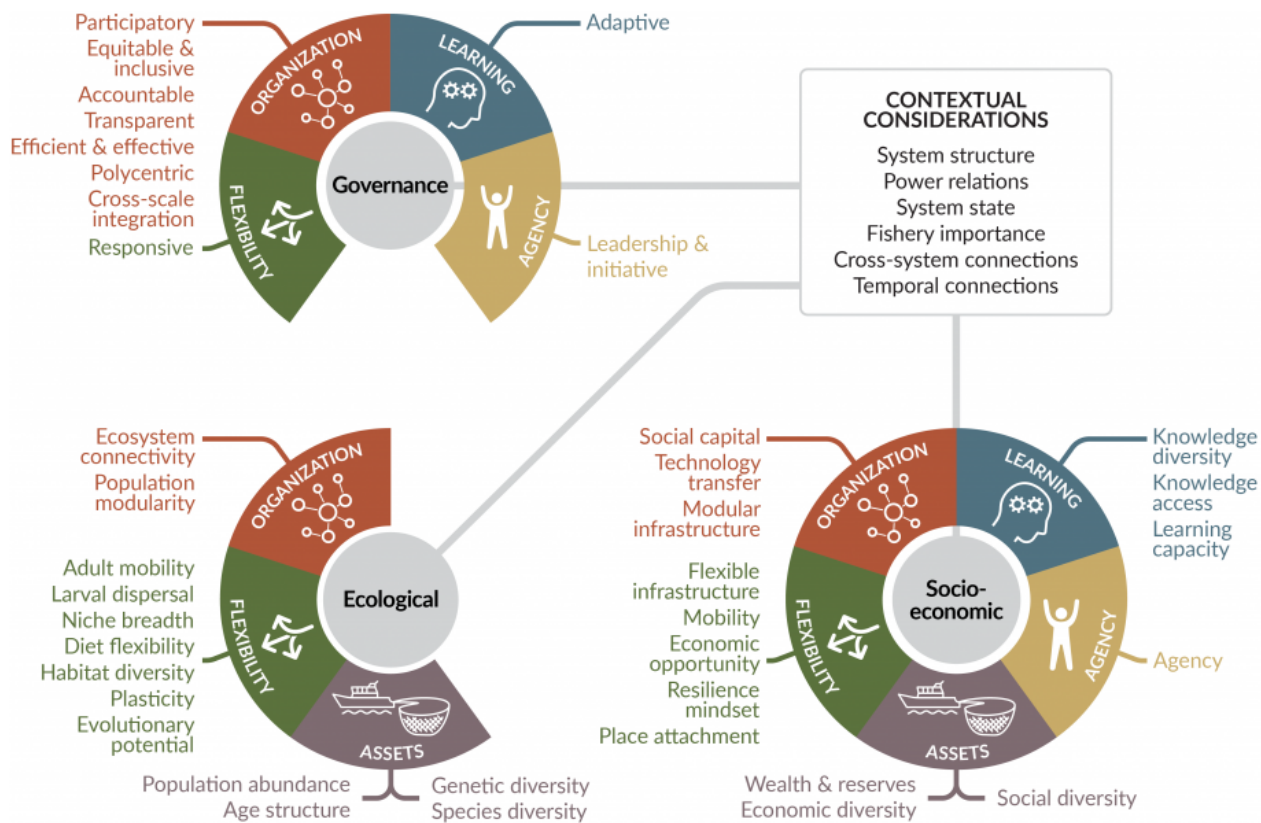 Participatory
Equitable &
inclusive
Accountable
Transparent
Efficient & effective
Polycentric
Cross-scale
integration
Responsive
ORGANIZATION
LEARNING
FLEXIBILITY
AGENCY
Governance
Adaptive
Leadership &
initiative
CONTEXTUAL
CONSIDERATIONS
System structure
Power relations
System state
Fishery importance
Cross-system connections
Temporal connections
Ecosystem
connectivity
Population
modularity
Adult mobility
Larval dispersal
Niche breadth
Diet flexibility
Habitat diversity
Plasticity
Evolutionary
potential
ORGANIZATION
FLEXIBILITY
ASSETS
Ecological
Population abundance
Age structure
Genetic diversity
Species diversity
Social capital
Technology
transfer
Modular
infrastructure
Flexible
infrastructure
Mobility
Economic
opportunity
Resilience
mindset
Place attachment
ORGANIZATION
LEARNING
FLEXIBILITY
AGENCY
ASSETS
Socio-
economic
Knowledge
diversity
Knowledge
access
Learning
capacity
Agency
Wealth & reserves
Economic diversity
Social diversity